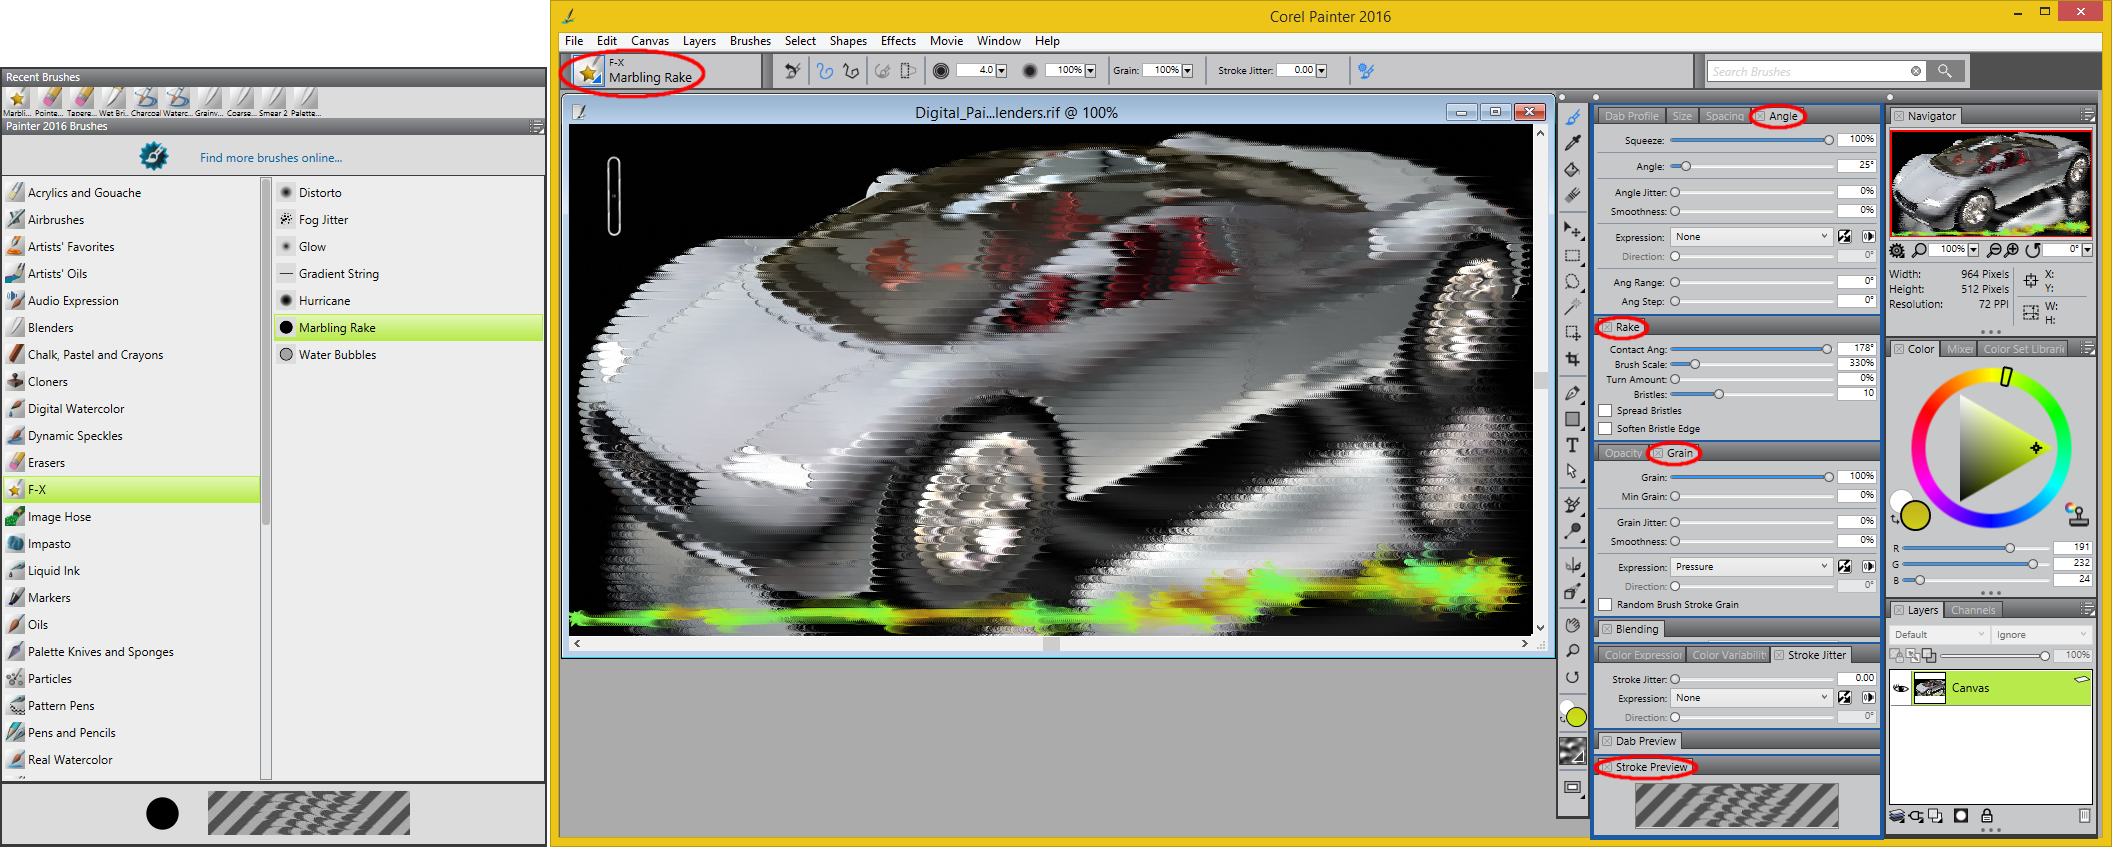 Recent Brushes
Marbli... Pointe... Tapere... Wet Bri... Charcoal Waterc... Grainy... Coarse... Smear 2 Palette...
Painter 2016 Brushes
Find more brushes online...
Acrylics and Gouache
Airbrushes
Artists' Favorites
Artists' Oils
Audio Expression
Blenders
Chalk, Pastel and Crayons
Cloners
Digital Watercolor
Dynamic Speckles
Erasers
F-X
Image Hose
Impasto
Liquid Ink
Markers
Oils
Palette Knives and Sponges
Particles
Pattern Pens
Pens and Pencils
Real Watercolor
Distorto
Fog Jitter
Glow
Gradient String
Hurricane
Marbling Rake
Water Bubbles
Corel Painter 2016
File Edit Canvas Layers Brushes Select Shapes Effects Movie Window Help
F-X
Marbling Rake
4.0 100% Grain: 100% Stroke Jitter: 0.00
Search Brushes
Digital_Pai...lenders.rif @ 100%
Dab Profile Size Spacing Angle
Squeeze: 100%
Angle: 25°
Angle Jitter: 0%
Smoothness: 0%
Expression: None
Direction: 0°
Ang Range: 0°
Ang Step: 0°
Rake
Contact Ang: 178°
Brush Scale: 330%
Turn Amount: 0%
Bristles: 10
Spread Bristles
Soften Bristle Edge
Opacity Grain
Grain: 100%
Min Grain: 0%
Grain Jitter: 0%
Smoothness: 0%
Expression: Pressure
Direction: 0°
Random Brush Stroke Grain
Blending
Color Expression Color Variabilit Stroke Jitter
Stroke Jitter: 0.00
Expression: None
Direction: 0°
Dab Preview
Stroke Preview
Navigator
100% 0°
Width: 964 Pixels X:
Height: 512 Pixels Y:
Resolution: 72 PPI W:
H:
Color Mixer Color Set Librari
R 191
G 232
B 24
Layers Channels
Default Ignore
100%
Canvas